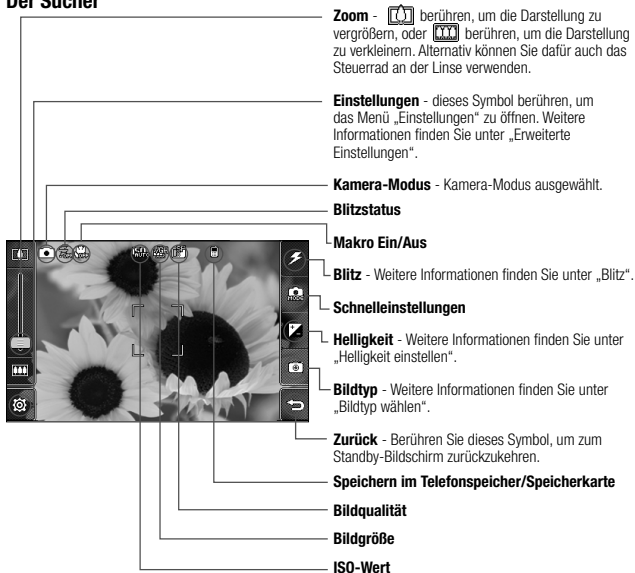 Der Sucher
Zoom - berühren, um die Darstellung zu
vergrößern, oder berühren, um die Darstellung
zu verkleinern. Alternativ können Sie dafür auch das
Steuerrad an der Linse verwenden.
Einstellungen - dieses Symbol berühren, um
das Menü „Einstellungen“ zu öffnen. Weitere
Informationen finden Sie unter „Erweiterte
Einstellungen“.
Kamera-Modus - Kamera-Modus ausgewählt.
Blitzstatus
Makro Ein/Aus
Blitz - Weitere Informationen finden Sie unter „Blitz“.
Schnelleinstellungen
Helligkeit - Weitere Informationen finden Sie unter
„Helligkeit einstellen“.
Bildtyp - Weitere Informationen finden Sie unter
„Bildtyp wählen“.
Zurück - Berühren Sie dieses Symbol, um zum
Standby-Bildschirm zurückzukehren.
Speichern im Telefonspeicher/Speicherkarte
Bildqualität
Bildgröße
ISO-Wert
ISO
AUTO
MODE